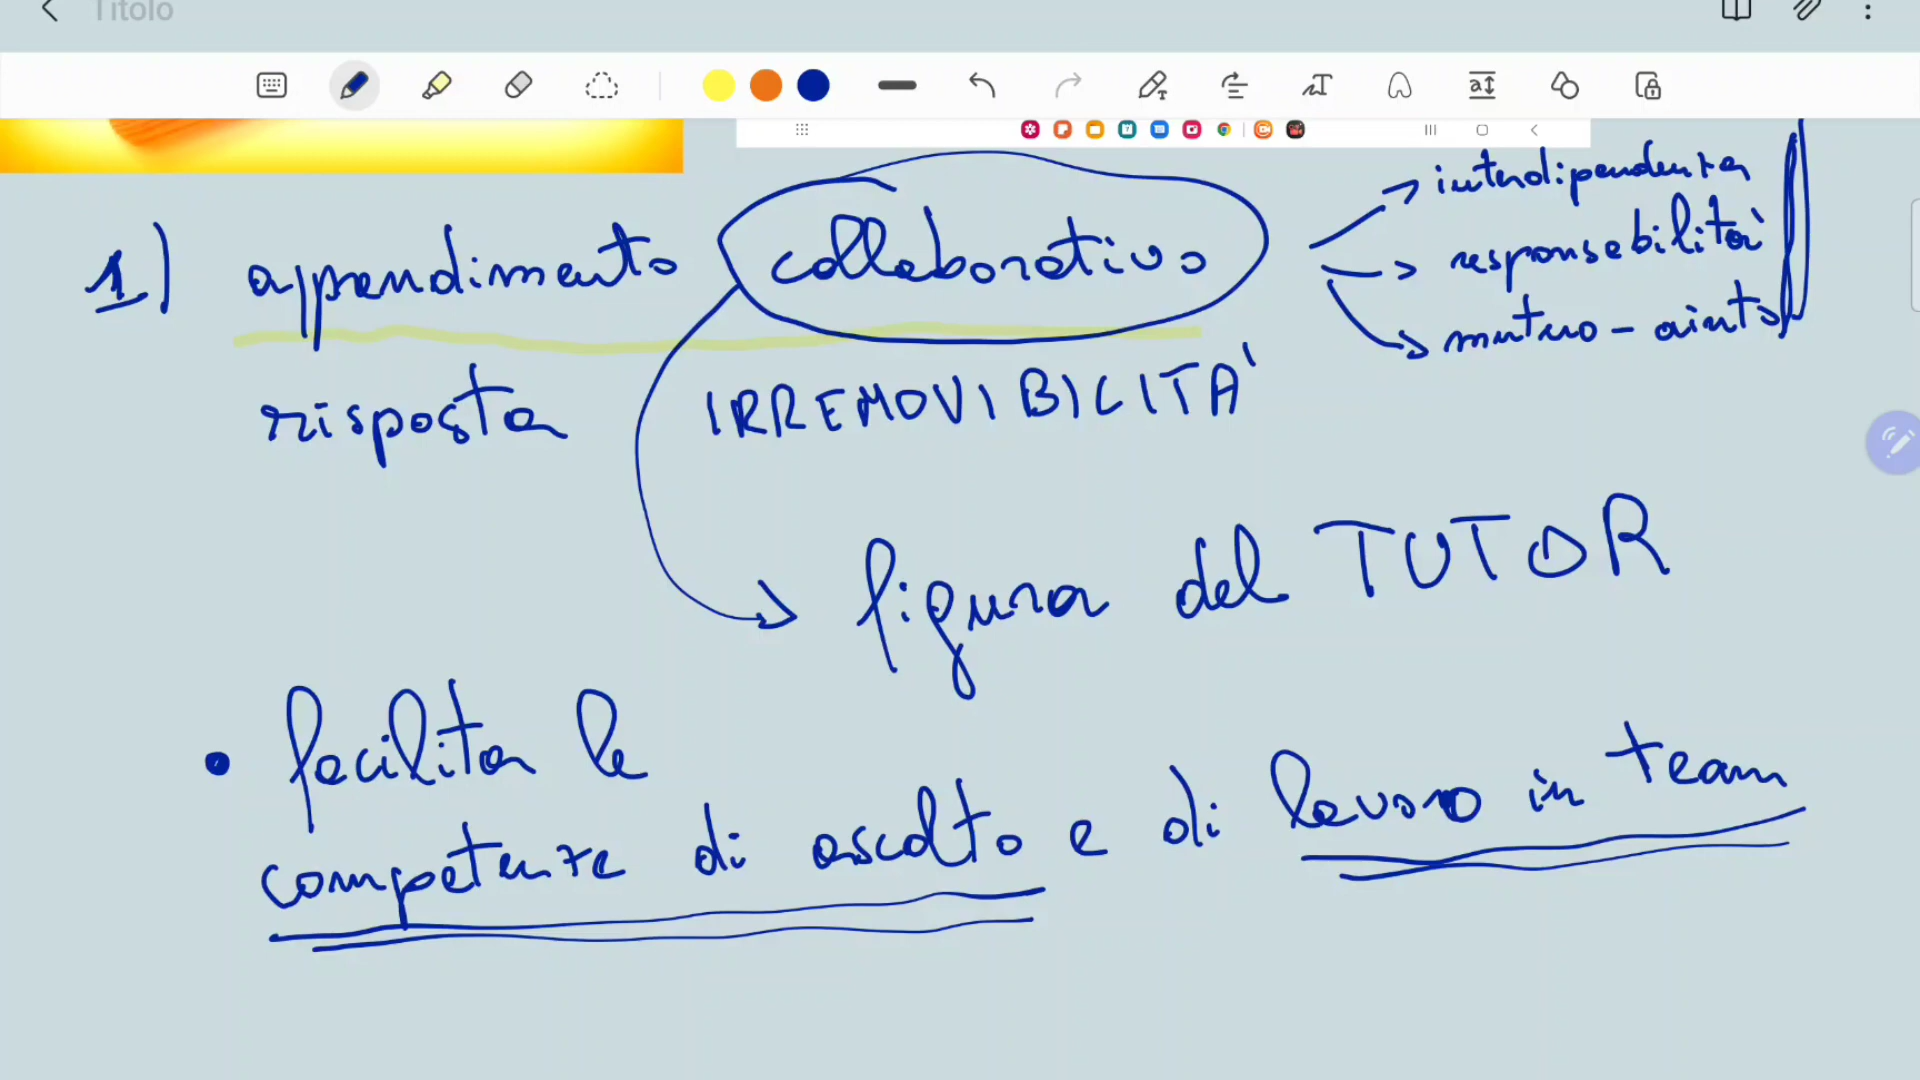 Titolo
1) apprendimento collaborativo
→ interdipendenza
→ responsabilità
→ mutuo-aiuto
risposta IRREMOVIBILITA'
→ figura del TUTOR
• facilita le
competenze di ascolto e di lavoro in team